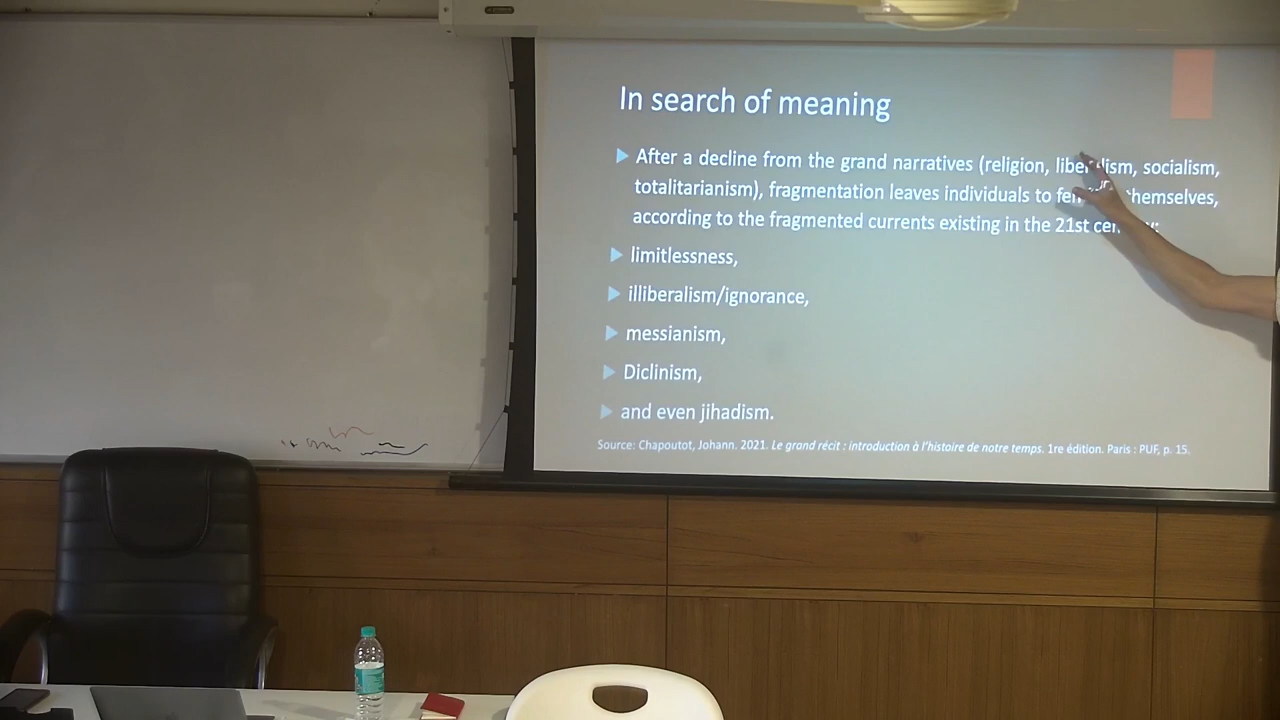 In search of meaning
After a decline from the grand narratives (religion, liberalism, socialism,
totalitarianism), fragmentation leaves individuals to themselves,
according to the fragmented currents existing in the 21st
limitlessness,
illiberalism/ignorance,
messianism,
Diclinism,
and even jihadism.
Source: Chapoutot, Johann. 2021. Le grand récit : introduction à l'histoire de notre temps. 1re édition. Paris : PUF, p. 15.